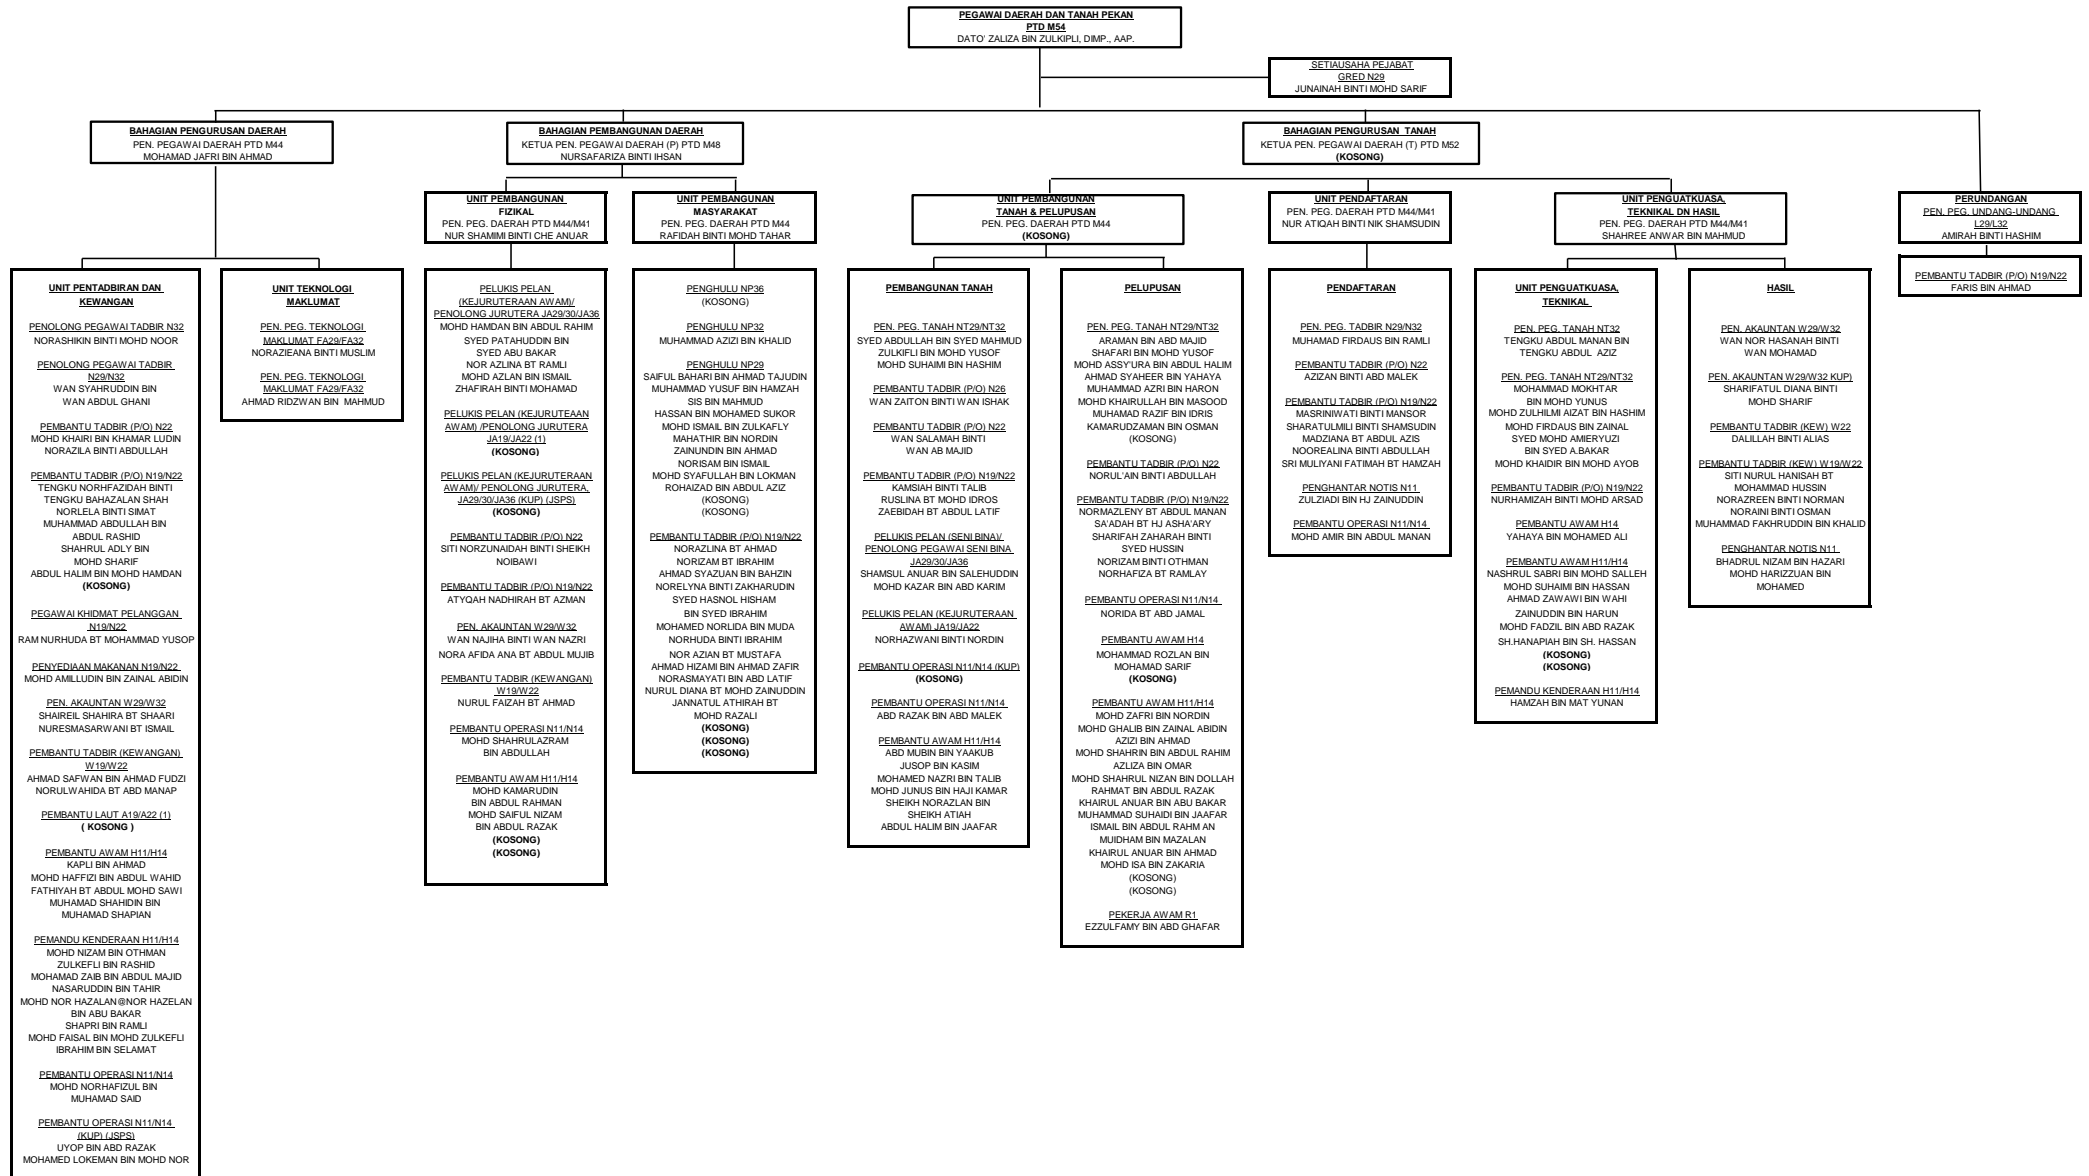 PEGAWAI DAERAH DAN TANAH PEKAN
PTD M54
DATO' ZALIZA BIN ZULKIPLI, DIMP., AAP.
SETIAUSAHA PEJABAT
GRED N29
JUNAINAH BINTI MOHD SARIF
BAHAGIAN PENGURUSAN DAERAH
PEN. PEGAWAI DAERAH PTD M44
MOHAMAD JAFRI BIN AHMAD
BAHAGIAN PEMBANGUNAN DAERAH
KETUA PEN. PEGAWAI DAERAH (P) PTD M48
NURSAFARIZA BINTI IHSAN
BAHAGIAN PENGURUSAN TANAH
KETUA PEN. PEGAWAI DAERAH (T) PTD M52
(KOSONG)
UNIT PEMBANGUNAN
FIZIKAL
PEN. PEG. DAERAH PTD M44/M41
NUR SHAMIMI BINTI CHE ANUAR
UNIT PEMBANGUNAN
MASYARAKAT
PEN. PEG. DAERAH PTD M44
RAFIDAH BINTI MOHD TAHAR
UNIT PEMBANGUNAN
TANAH & PELUPUSAN
PEN. PEG. DAERAH PTD M44
(KOSONG)
UNIT PENDAFTARAN
PEN. PEG. DAERAH PTD M44/M41
NUR ATIQAH BINTI NIK SHAMSUDIN
UNIT PENGUATKUASA,
TEKNIKAL DN HASIL
PEN. PEG. DAERAH PTD M44/M41
SHAHREE ANWAR BIN MAHMUD
PERUNDANGAN
PEN. PEG. UNDANG-UNDANG
L29/L32
AMIRAH BINTI HASHIM
PEMBANTU TADBIR (P/O) N19/N22
FARIS BIN AHMAD
UNIT PENTADBIRAN DAN
KEWANGAN
PENOLONG PEGAWAI TADBIR N32
NORASHIKIN BINTI MOHD NOOR
PENOLONG PEGAWAI TADBIR
N29/N32
WAN SYAHRUDDIN BIN
WAN ABDUL GHANI
PEMBANTU TADBIR (P/O) N22
MOHD KHAIRI BIN KHAMAR LUDIN
NORAZILA BINTI ABDULLAH
PEMBANTU TADBIR (P/O) N19/N22
TENGKU NORHFAZIDAH BINTI
TENGKU BAHAZALAN SHAH
NORLELA BINTI SIMAT
MUHAMMAD ABDULLAH BIN
ABDUL RASHID
SHAHRUL ADLY BIN
MOHD SHARIF
ABDUL HALIM BIN MOHD HAMDAN
(KOSONG)
PEGAWAI KHIDMAT PELANGGAN
N19/N22
RAM NURHUDA BT MOHAMMAD YUSOP
PENYEDIAAN MAKANAN N19/N22
MOHD AMILLUDIN BIN ZAINAL ABIDIN
PEN. AKAUNTAN W29/W32
SHAIREIL SHAHIRA BT SHAARI
NURESMASARWANI BT ISMAIL
PEMBANTU TADBIR (KEWANGAN)
W19/W22
AHMAD SAFWAN BIN AHMAD FUDZI
NORULWAHIDA BT ABD MANAP
PEMBANTU LAUT A19/A22 (1)
( KOSONG )
PEMBANTU AWAM H11/H14
KAPLI BIN AHMAD
MOHD HAFFIZI BIN ABDUL WAHID
FATHIYAH BT ABDUL MOHD SAWI
MUHAMAD SHAHIDIN BIN
MUHAMAD SHAPIAN
PEMANDU KENDERAAN H11/H14
MOHD NIZAM BIN OTHMAN
ZULKEFLI BIN RASHID
MOHAMAD ZAIB BIN ABDUL MAJID
NASARUDDIN BIN TAHIR
MOHD NOR HAZALAN@NOR HAZELAN
BIN ABU BAKAR
SHAPRI BIN RAMLI
MOHD FAISAL BIN MOHD ZULKEFLI
IBRAHIM BIN SELAMAT
PEMBANTU OPERASI N11/N14
MOHD NORHAFIZUL BIN
MUHAMAD SAID
PEMBANTU OPERASI N11/N14
(KUP) (JSPS)
UYOP BIN ABD RAZAK
MOHAMED LOKEMAN BIN MOHD NOR
UNIT TEKNOLOGI
MAKLUMAT
PEN. PEG. TEKNOLOGI
MAKLUMAT FA29/FA32
NORAZIEANA BINTI MUSLIM
PEN. PEG. TEKNOLOGI
MAKLUMAT FA29/FA32
AHMAD RIDZWAN BIN MAHMUD
PELUKIS PELAN
(KEJURUTERAAN AWAM)/
PENOLONG JURUTERA JA29/30/JA36
MOHD HAMDAN BIN ABDUL RAHIM
SYED PATAHUDDIN BIN
SYED ABU BAKAR
NOR AZLINA BT RAMLI
MOHD AZLAN BIN ISMAIL
ZHAFIRAH BINTI MOHAMAD
PELUKIS PELAN (KEJURUTEAAN
AWAM) /PENOLONG JURUTERA
JA19/JA22 (1)
(KOSONG)
PELUKIS PELAN (KEJURUTERAAN
AWAM)/ PENOLONG JURUTERA,
JA29/30/JA36 (KUP) (JSPS)
(KOSONG)
PEMBANTU TADBIR (P/O) N22
SITI NORZUNAIDAH BINTI SHEIKH
NOIBAWI
PEMBANTU TADBIR (P/O) N19/N22
ATYQAH NADHIRAH BT AZMAN
PEN. AKAUNTAN W29/W32
WAN NAJIHA BINTI WAN NAZRI
NORA AFIDA ANA BT ABDUL MUJIB
PEMBANTU TADBIR (KEWANGAN)
W19/W22
NURUL FAIZAH BT AHMAD
PEMBANTU OPERASI N11/N14
MOHD SHAHRULAZRAM
BIN ABDULLAH
PEMBANTU AWAM H11/H14
MOHD KAMARUDIN
BIN ABDUL RAHMAN
MOHD SAIFUL NIZAM
BIN ABDUL RAZAK
(KOSONG)
(KOSONG)
PENGHULU NP36
(KOSONG)
PENGHULU NP32
MUHAMMAD AZIZI BIN KHALID
PENGHULU NP29
SAIFUL BAHARI BIN AHMAD TAJUDIN
MUHAMMAD YUSUF BIN HAMZAH
SIS BIN MAHMUD
HASSAN BIN MOHAMED SUKOR
MOHD ISMAIL BIN ZULKAFLY
MAHATHIR BIN NORDIN
ZAINUNDIN BIN AHMAD
NORISAM BIN ISMAIL
MOHD SYAFULLAH BIN LOKMAN
ROHAIZAD BIN ABDUL AZIZ
(KOSONG)
(KOSONG)
PEMBANTU TADBIR (P/O) N19/N22
NORAZLINA BT AHMAD
NORIZAM BT IBRAHIM
AHMAD SYAZUAN BIN BAHZIN
NORELYNA BINTI ZAKHARUDIN
SYED HASNOL HISHAM
BIN SYED IBRAHIM
MOHAMED NORLIDA BIN MUDA
NORHUDA BINTI IBRAHIM
NOR AZIAN BT MUSTAFA
AHMAD HIZAMI BIN AHMAD ZAFIR
NORASMAYATI BIN ABD LATIF
NURUL DIANA BT MOHD ZAINUDDIN
JANNATUL ATHIRAH BT
MOHD RAZALI
(KOSONG)
(KOSONG)
(KOSONG)
PEMBANGUNAN TANAH
PEN. PEG. TANAH NT29/NT32
SYED ABDULLAH BIN SYED MAHMUD
ZULKIFLI BIN MOHD YUSOF
MOHD SUHAIMI BIN HASHIM
PEMBANTU TADBIR (P/O) N26
WAN ZAITON BINTI WAN ISHAK
PEMBANTU TADBIR (P/O) N22
WAN SALAMAH BINTI
WAN AB MAJID
PEMBANTU TADBIR (P/O) N19/N22
KAMSIAH BINTI TALIB
RUSLINA BT MOHD IDROS
ZAEBIDAH BT ABDUL LATIF
PELUKIS PELAN (SENI BINA)/
PENOLONG PEGAWAI SENI BINA
JA29/30/JA36
SHAMSUL ANUAR BIN SALEHUDDIN
MOHD KAZAR BIN ABD KARIM
PELUKIS PELAN (KEJURUTERAAN
AWAM) JA19/JA22
NORHAZWANI BINTI NORDIN
PEMBANTU OPERASI N11/N14 (KUP)
(KOSONG)
PEMBANTU OPERASI N11/N14
ABD RAZAK BIN ABD MALEK
PEMBANTU AWAM H11/H14
ABD MUBIN BIN YAAKUB
JUSOP BIN KASIM
MOHAMED NAZRI BIN TALIB
MOHD JUNUS BIN HAJI KAMAR
SHEIKH NORAZLAN BIN
SHEIKH ATIAH
ABDUL HALIM BIN JAAFAR
PELUPUSAN
PEN. PEG. TANAH NT29/NT32
ARAMAN BIN ABD MAJID
SHAFARI BIN MOHD YUSOF
MOHD ASSY'URA BIN ABDUL HALIM
AHMAD SYAHEER BIN YAHAYA
MUHAMMAD AZRI BIN HARON
MOHD KHAIRULLAH BIN MASOOD
MUHAMAD RAZIF BIN IDRIS
KAMARUDZAMAN BIN OSMAN
(KOSONG)
PEMBANTU TADBIR (P/O) N22
NORUL'AIN BINTI ABDULLAH
PEMBANTU TADBIR (P/O) N19/N22
NORMAZLENY BT ABDUL MANAN
SA'ADAH BT HJ ASHA'ARY
SHARIFAH ZAHARAH BINTI
SYED HUSSIN
NORIZAM BINTI OTHMAN
NORHAFIZA BT RAMLAY
PEMBANTU OPERASI N11/N14
NORIDA BT ABD JAMAL
PEMBANTU AWAM H14
MOHAMMAD ROZLAN BIN
MOHAMAD SARIF
(KOSONG)
PEMBANTU AWAM H11/H14
MOHD ZAFRI BIN NORDIN
MOHD GHALIB BIN ZAINAL ABIDIN
AZIZI BIN AHMAD
MOHD SHAHRIN BIN ABDUL RAHIM
AZLIZA BIN OMAR
MOHD SHAHRUL NIZAN BIN DOLLAH
RAHMAT BIN ABDUL RAZAK
KHAIRUL ANUAR BIN ABU BAKAR
MUHAMMAD SUHAIDI BIN JAAFAR
ISMAIL BIN ABDUL RAHM AN
MUIDHAM BIN MAZALAN
KHAIRUL ANUAR BIN AHMAD
MOHD ISA BIN ZAKARIA
(KOSONG)
(KOSONG)
PEKERJA AWAM R1
EZZULFAMY BIN ABD GHAFAR
PENDAFTARAN
PEN. PEG. TADBIR N29/N32
MUHAMAD FIRDAUS BIN RAMLI
PEMBANTU TADBIR (P/O) N22
AZIZAN BINTI ABD MALEK
PEMBANTU TADBIR (P/O) N19/N22
MASRINIWATI BINTI MANSOR
SHARATULMILI BINTI SHAMSUDIN
MADZIANA BT ABDUL AZIS
NOOREALINA BINTI ABDULLAH
SRI MULIYANI FATIMAH BT HAMZAH
PENGHANTAR NOTIS N11
ZULZIADI BIN HJ ZAINUDDIN
PEMBANTU OPERASI N11/N14
MOHD AMIR BIN ABDUL MANAN
UNIT PENGUATKUASA,
TEKNIKAL
PEN. PEG. TANAH NT32
TENGKU ABDUL MANAN BIN
TENGKU ABDUL AZIZ
PEN. PEG. TANAH NT29/NT32
MOHAMMAD MOKHTAR
BIN MOHD YUNUS
MOHD ZULHILMI AIZAT BIN HASHIM
MOHD FIRDAUS BIN ZAINAL
SYED MOHD AMIERYUZI
BIN SYED A.BAKAR
MOHD KHAIDIR BIN MOHD AYOB
PEMBANTU TADBIR (P/O) N19/N22
NURHAMIZAH BINTI MOHD ARSAD
PEMBANTU AWAM H14
YAHAYA BIN MOHAMED ALI
PEMBANTU AWAM H11/H14
NASHRUL SABRI BIN MOHD SALLEH
MOHD SUHAIMI BIN HASSAN
AHMAD ZAWAWI BIN WAHI
ZAINUDDIN BIN HARUN
MOHD FADZIL BIN ABD RAZAK
SH.HANAPIAH BIN SH. HASSAN
(KOSONG)
(KOSONG)
PEMANDU KENDERAAN H11/H14
HAMZAH BIN MAT YUNAN
HASIL
PEN. AKAUNTAN W29/W32
WAN NOR HASANAH BINTI
WAN MOHAMAD
PEN. AKAUNTAN W29/W32 KUP)
SHARIFATUL DIANA BINTI
MOHD SHARIF
PEMBANTU TADBIR (KEW) W22
DALILLAH BINTI ALIAS
PEMBANTU TADBIR (KEW) W19/W22
SITI NURUL HANISAH BT
MOHAMMAD HUSSIN
NORAZREEN BINTI NORMAN
NORAINI BINTI OSMAN
MUHAMMAD FAKHRUDDIN BIN KHALID
PENGHANTAR NOTIS N11
BHADRUL NIZAM BIN HAZARI
MOHD HARIZZUAN BIN
MOHAMED